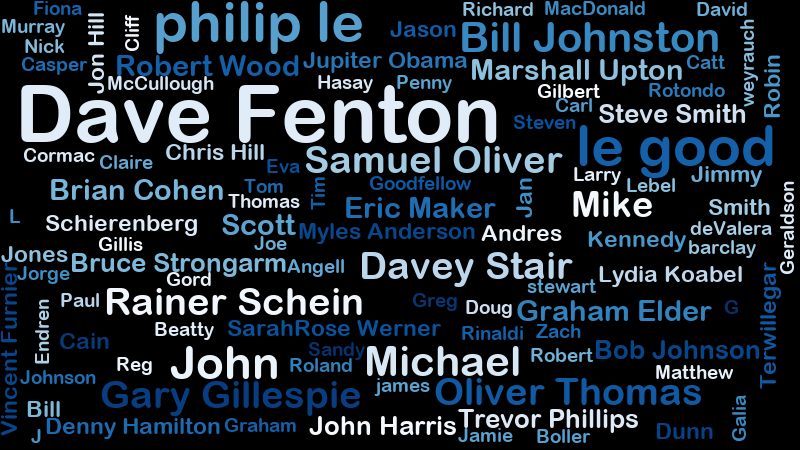 Fiona
philip le
Richard
MacDonald
David
Murray
Jon Hill
Cliff
Jason
Bill Johnston
weyrauch
Nick
Casper
Robert Wood
Jupiter Obama
Marshall Upton
Catt
Robin
McCullough
Hasay
Penny
Gilbert
Rotondo
Dave Fenton
Carl
Steve Smith
Steven
le good
Cormac
Claire
Chris Hill
Eva
Samuel Oliver
Larry
Jimmy
Brian Cohen
Tom
Tim
Goodfellow
Jan
Lebel
Geraldson
Thomas
Eric Maker
Mike
Smith
L
Schierenberg
Scott
Myles Anderson
Andres
Kennedy
deValera
Gillis
Joe
barclay
Jones
Jorge
Bruce Strongarm
Angell
Davey Stair
Lydia Koabel
Gord
stewart
Vincent Furnier
Paul
Rainer Schein
Greg
Doug
Graham Elder
G
Terwillegar
Endren
Beatty
SarahRose Werner
Rinaldi
Zach
Cain
Sandy
Reg
John
Roland
Michael
Robert
Bob Johnson
Johnson
Matthew
Gary Gillespie
james
Oliver Thomas
Bill
Galia
J
Denny Hamilton
Graham
John Harris
Trevor Phillips
Jamie
Boller
Dunn